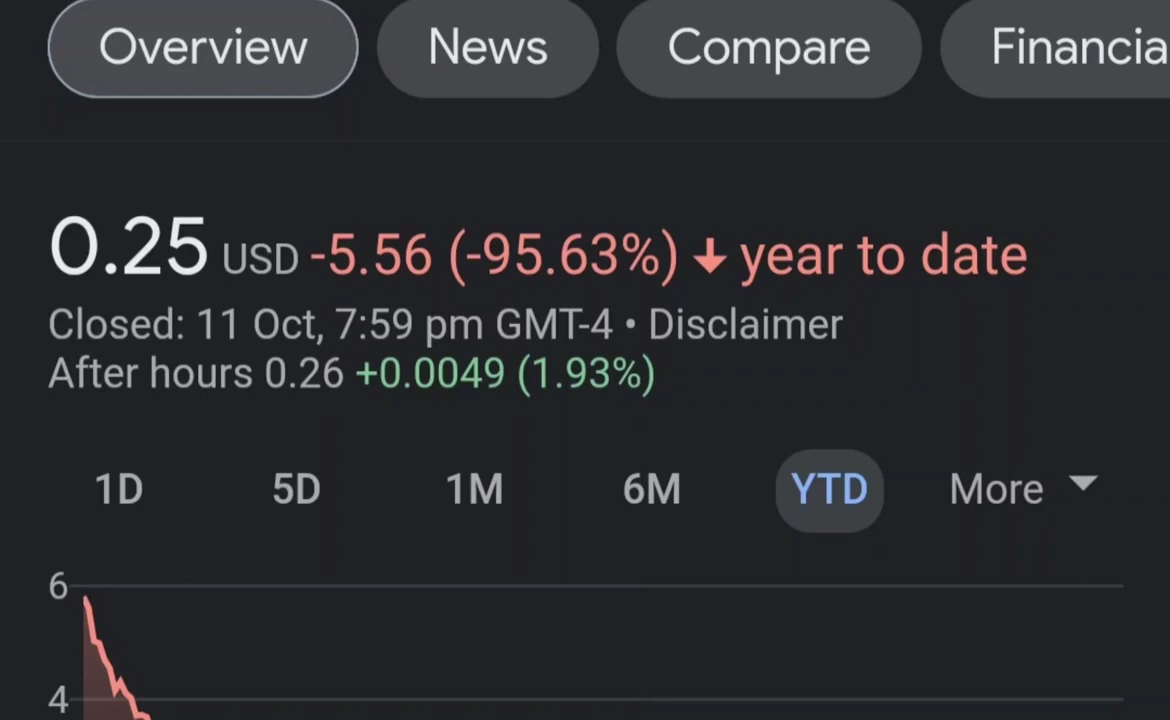 Overview News Compare Financia
0.25 USD -5.56 (-95.63%) ↓ year to date
Closed: 11 Oct, 7:59 pm GMT-4 • Disclaimer
After hours 0.26 +0.0049 (1.93%)
1D 5D 1M 6M YTD More
6
4